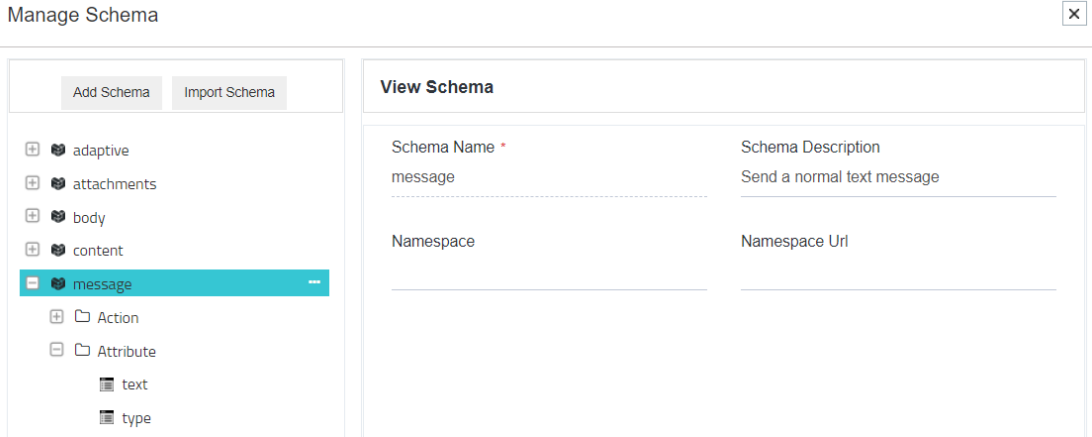 Manage Schema
Add Schema Import Schema
adaptive
attachments
body
content
message
Action
Attribute
text
type
View Schema
Schema Name * Schema Description
message Send a normal text message
Namespace Namespace Url